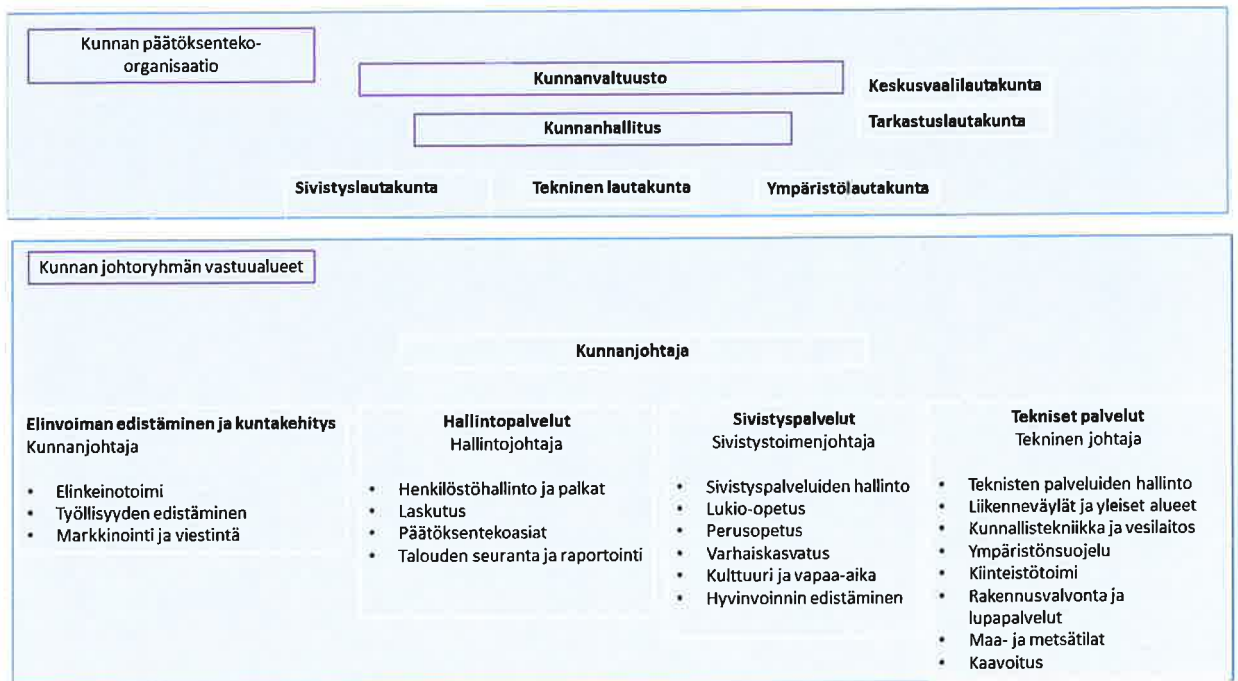 Kunnan päätöksenteko-
organisaatio
Kunnanvaltuusto
Keskusvaalilautakunta
Kunnanhallitus
Tarkastuslautakunta
Sivistyslautakunta
Tekninen lautakunta
Ympäristölautakunta
Kunnan johtoryhmän vastuualueet
Kunnanjohtaja
Elinvoiman edistäminen ja kuntakehitys
Kunnanjohtaja
• Elinkeinotoimi
• Työllisyyden edistäminen
• Markkinointi ja viestintä
Hallintopalvelut
Hallintojohtaja
• Henkilöstöhallinto ja palkat
• Laskutus
• Päätöksentekoasiat
• Talouden seuranta ja raportointi
Sivistyspalvelut
Sivistystoimenjohtaja
• Sivistyspalveluiden hallinto
• Lukio-opetus
• Perusopetus
• Varhaiskasvatus
• Kulttuuri ja vapaa-aika
• Hyvinvoinnin edistäminen
Tekniset palvelut
Tekninen johtaja
• Teknisten palveluiden hallinto
• Liikenneväylät ja yleiset alueet
• Kunnallistekniikka ja vesilaitos
• Ympäristönsuojelu
• Kiinteistötoimi
• Rakennusvalvonta ja
lupapalvelut
• Maa- ja metsätilat
• Kaavoitus